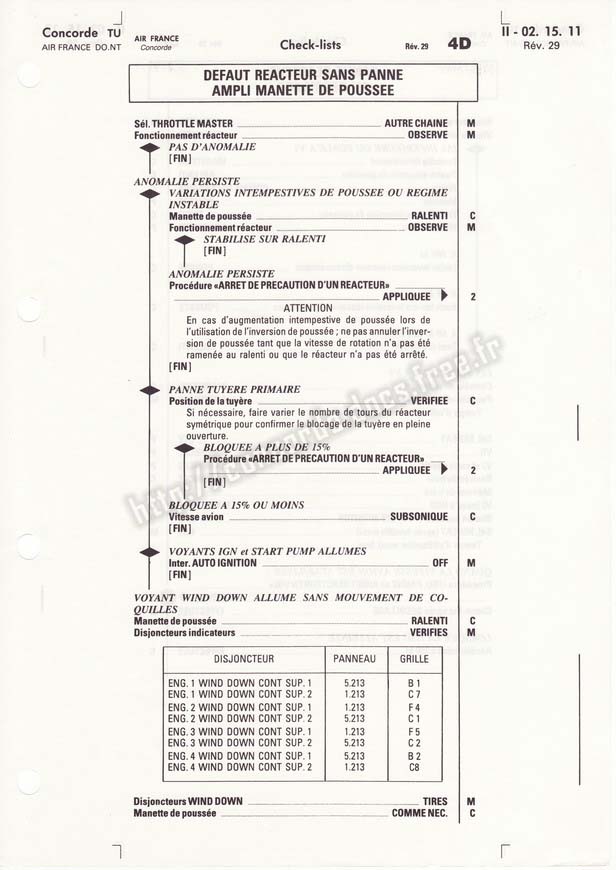 Concorde TU
AIR FRANCE DO.NT
AIR FRANCE
Concorde
Check-lists
Rév. 29
4D
II - 02. 15. 11
Rév. 29
DEFAUT REACTEUR SANS PANNE
AMPLI MANETTE DE POUSSEE
Sél. THROTTLE MASTER AUTRE CHAINE M
Fonctionnement réacteur OBSERVE M
PAS D'ANOMALIE
[FIN]
ANOMALIE PERSISTE
VARIATIONS INTEMPESTIVES DE POUSSEE OU REGIME
INSTABLE
Manette de poussée RALENTI C
Fonctionnement réacteur OBSERVE M
STABILISE SUR RALENTI
[FIN]
ANOMALIE PERSISTE
Procédure «ARRET DE PRECAUTION D'UN REACTEUR»
APPLIQUEE 2
ATTENTION
En cas d'augmentation intempestive de poussée lors de
l'utilisation de l'inversion de poussée ; ne pas annuler l'inver-
sion de poussée tant que la vitesse de rotation n'a pas été
ramenée au ralenti ou que le réacteur n'a pas été arrêté.
[FIN]
PANNE TUYERE PRIMAIRE
Position de la tuyère VERIFIEE C
Si nécessaire, faire varier le nombre de tours du réacteur
symétrique pour confirmer le blocage de la tuyère en pleine
ouverture.
BLOQUEE A PLUS DE 15%
Procédure «ARRET DE PRECAUTION D'UN REACTEUR»
APPLIQUEE 2
[FIN]
BLOQUEE A 15% OU MOINS
Vitesse avion SUBSONIQUE C
[FIN]
VOYANTS IGN et START PUMP ALLUMES
Inter. AUTO IGNITION OFF M
[FIN]
VOYANT WIND DOWN ALLUME SANS MOUVEMENT DE CO-
QUILLES
Manette de poussée RALENTI C
Disjoncteurs indicateurs VERIFIES M
DISJONCTEUR PANNEAU GRILLE
ENG. 1 WIND DOWN CONT SUP. 1 5.213 B 1
ENG. 1 WIND DOWN CONT SUP. 2 1.213 C 7
ENG. 2 WIND DOWN CONT SUP. 1 1.213 F 4
ENG. 2 WIND DOWN CONT SUP. 2 5.213 C 1
ENG. 3 WIND DOWN CONT SUP. 1 1.213 F 5
ENG. 3 WIND DOWN CONT SUP. 2 5.213 C 2
ENG. 4 WIND DOWN CONT SUP. 1 5.213 B 2
ENG. 4 WIND DOWN CONT SUP. 2 1.213 C8
Disjoncteurs WIND DOWN TIRES M
Manette de poussée COMME NEC. C